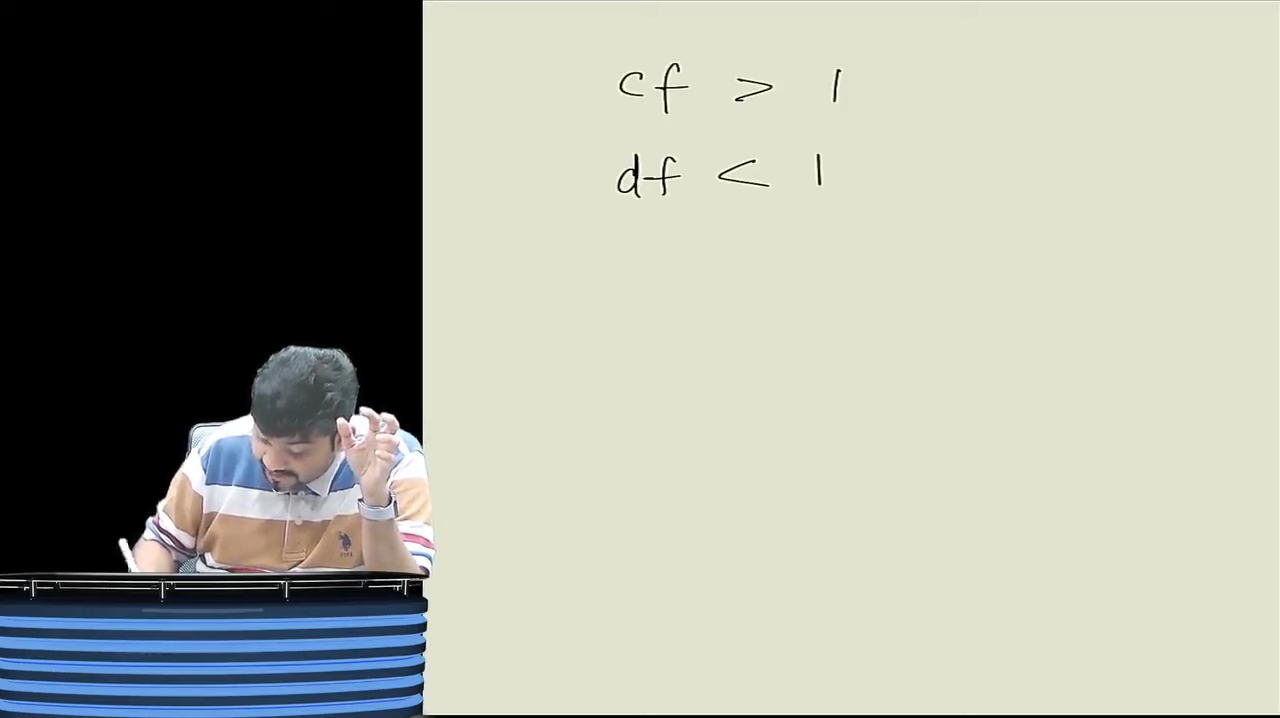 cf > 1
df < 1